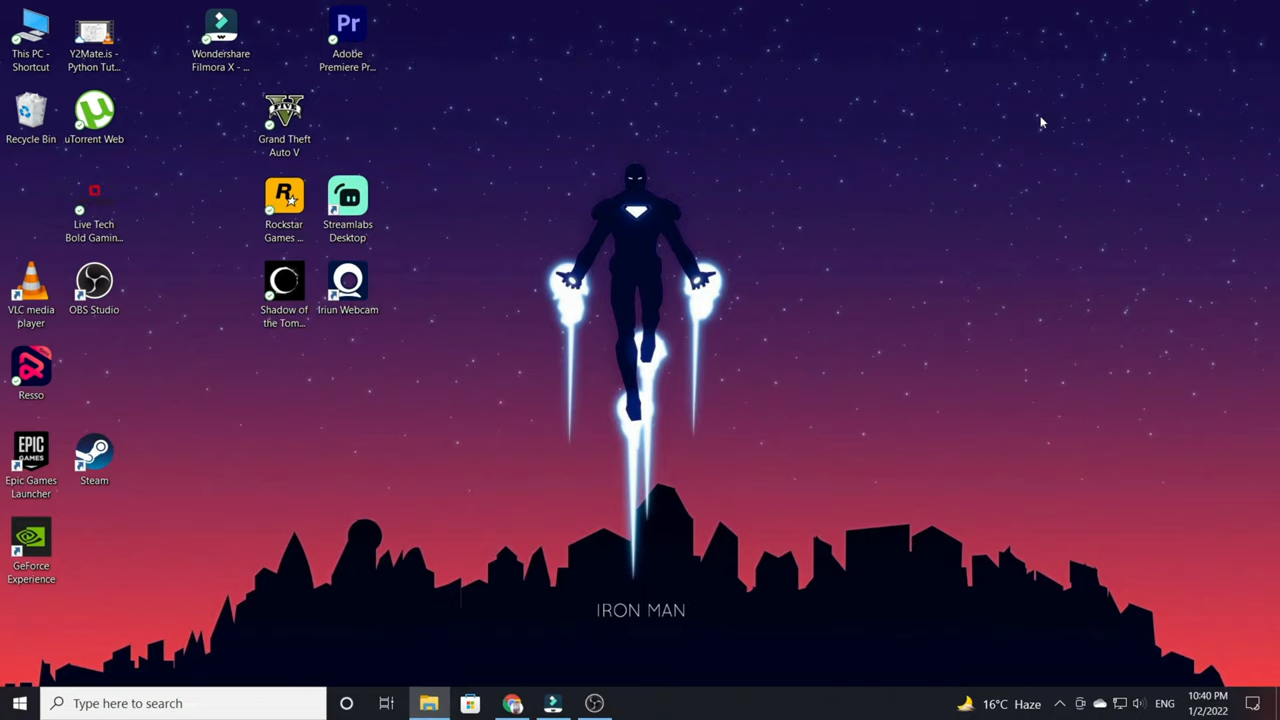 This PC -
Shortcut
Y2Mate.is -
Python Tut...
Wondershare
Filmora X - ...
Pr
Adobe
Premiere Pr...
Recycle Bin
uTorrent Web
V
FIVE
Grand Theft
Auto V
Live Tech
Bold Gamin...
R
Rockstar
Games ...
Streamlabs
Desktop
VLC media
player
OBS Studio
Shadow of
the Tom...
Iriun Webcam
Resso
EPIC
GAMES
Epic Games
Launcher
Steam
GeForce
Experience
IRON MAN
Type here to search
16°C Haze
ENG
10:40 PM
1/2/2022